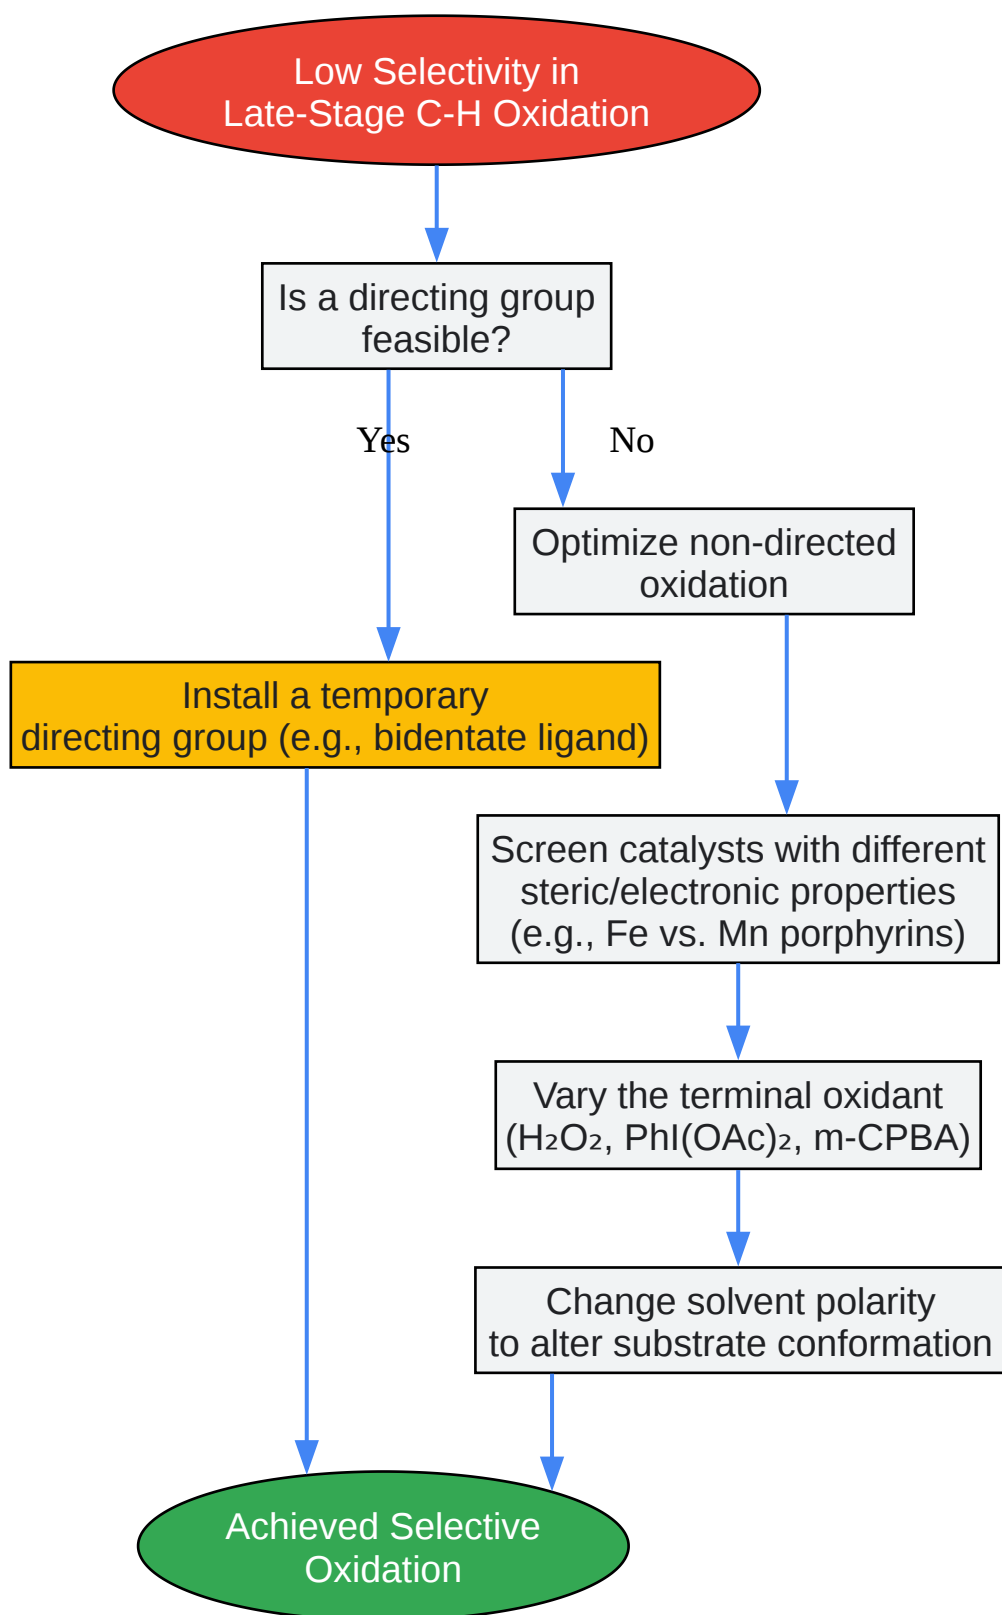 Low Selectivity in
Late-Stage C-H Oxidation
Is a directing group
feasible?
Yes
No
Optimize non-directed
oxidation
Install a temporary
directing group (e.g., bidentate ligand)
Screen catalysts with different
steric/electronic properties
(e.g., Fe vs. Mn porphyrins)
Vary the terminal oxidant
(H₂O₂, PhI(OAc)₂, m-CPBA)
Change solvent polarity
to alter substrate conformation
Achieved Selective
Oxidation